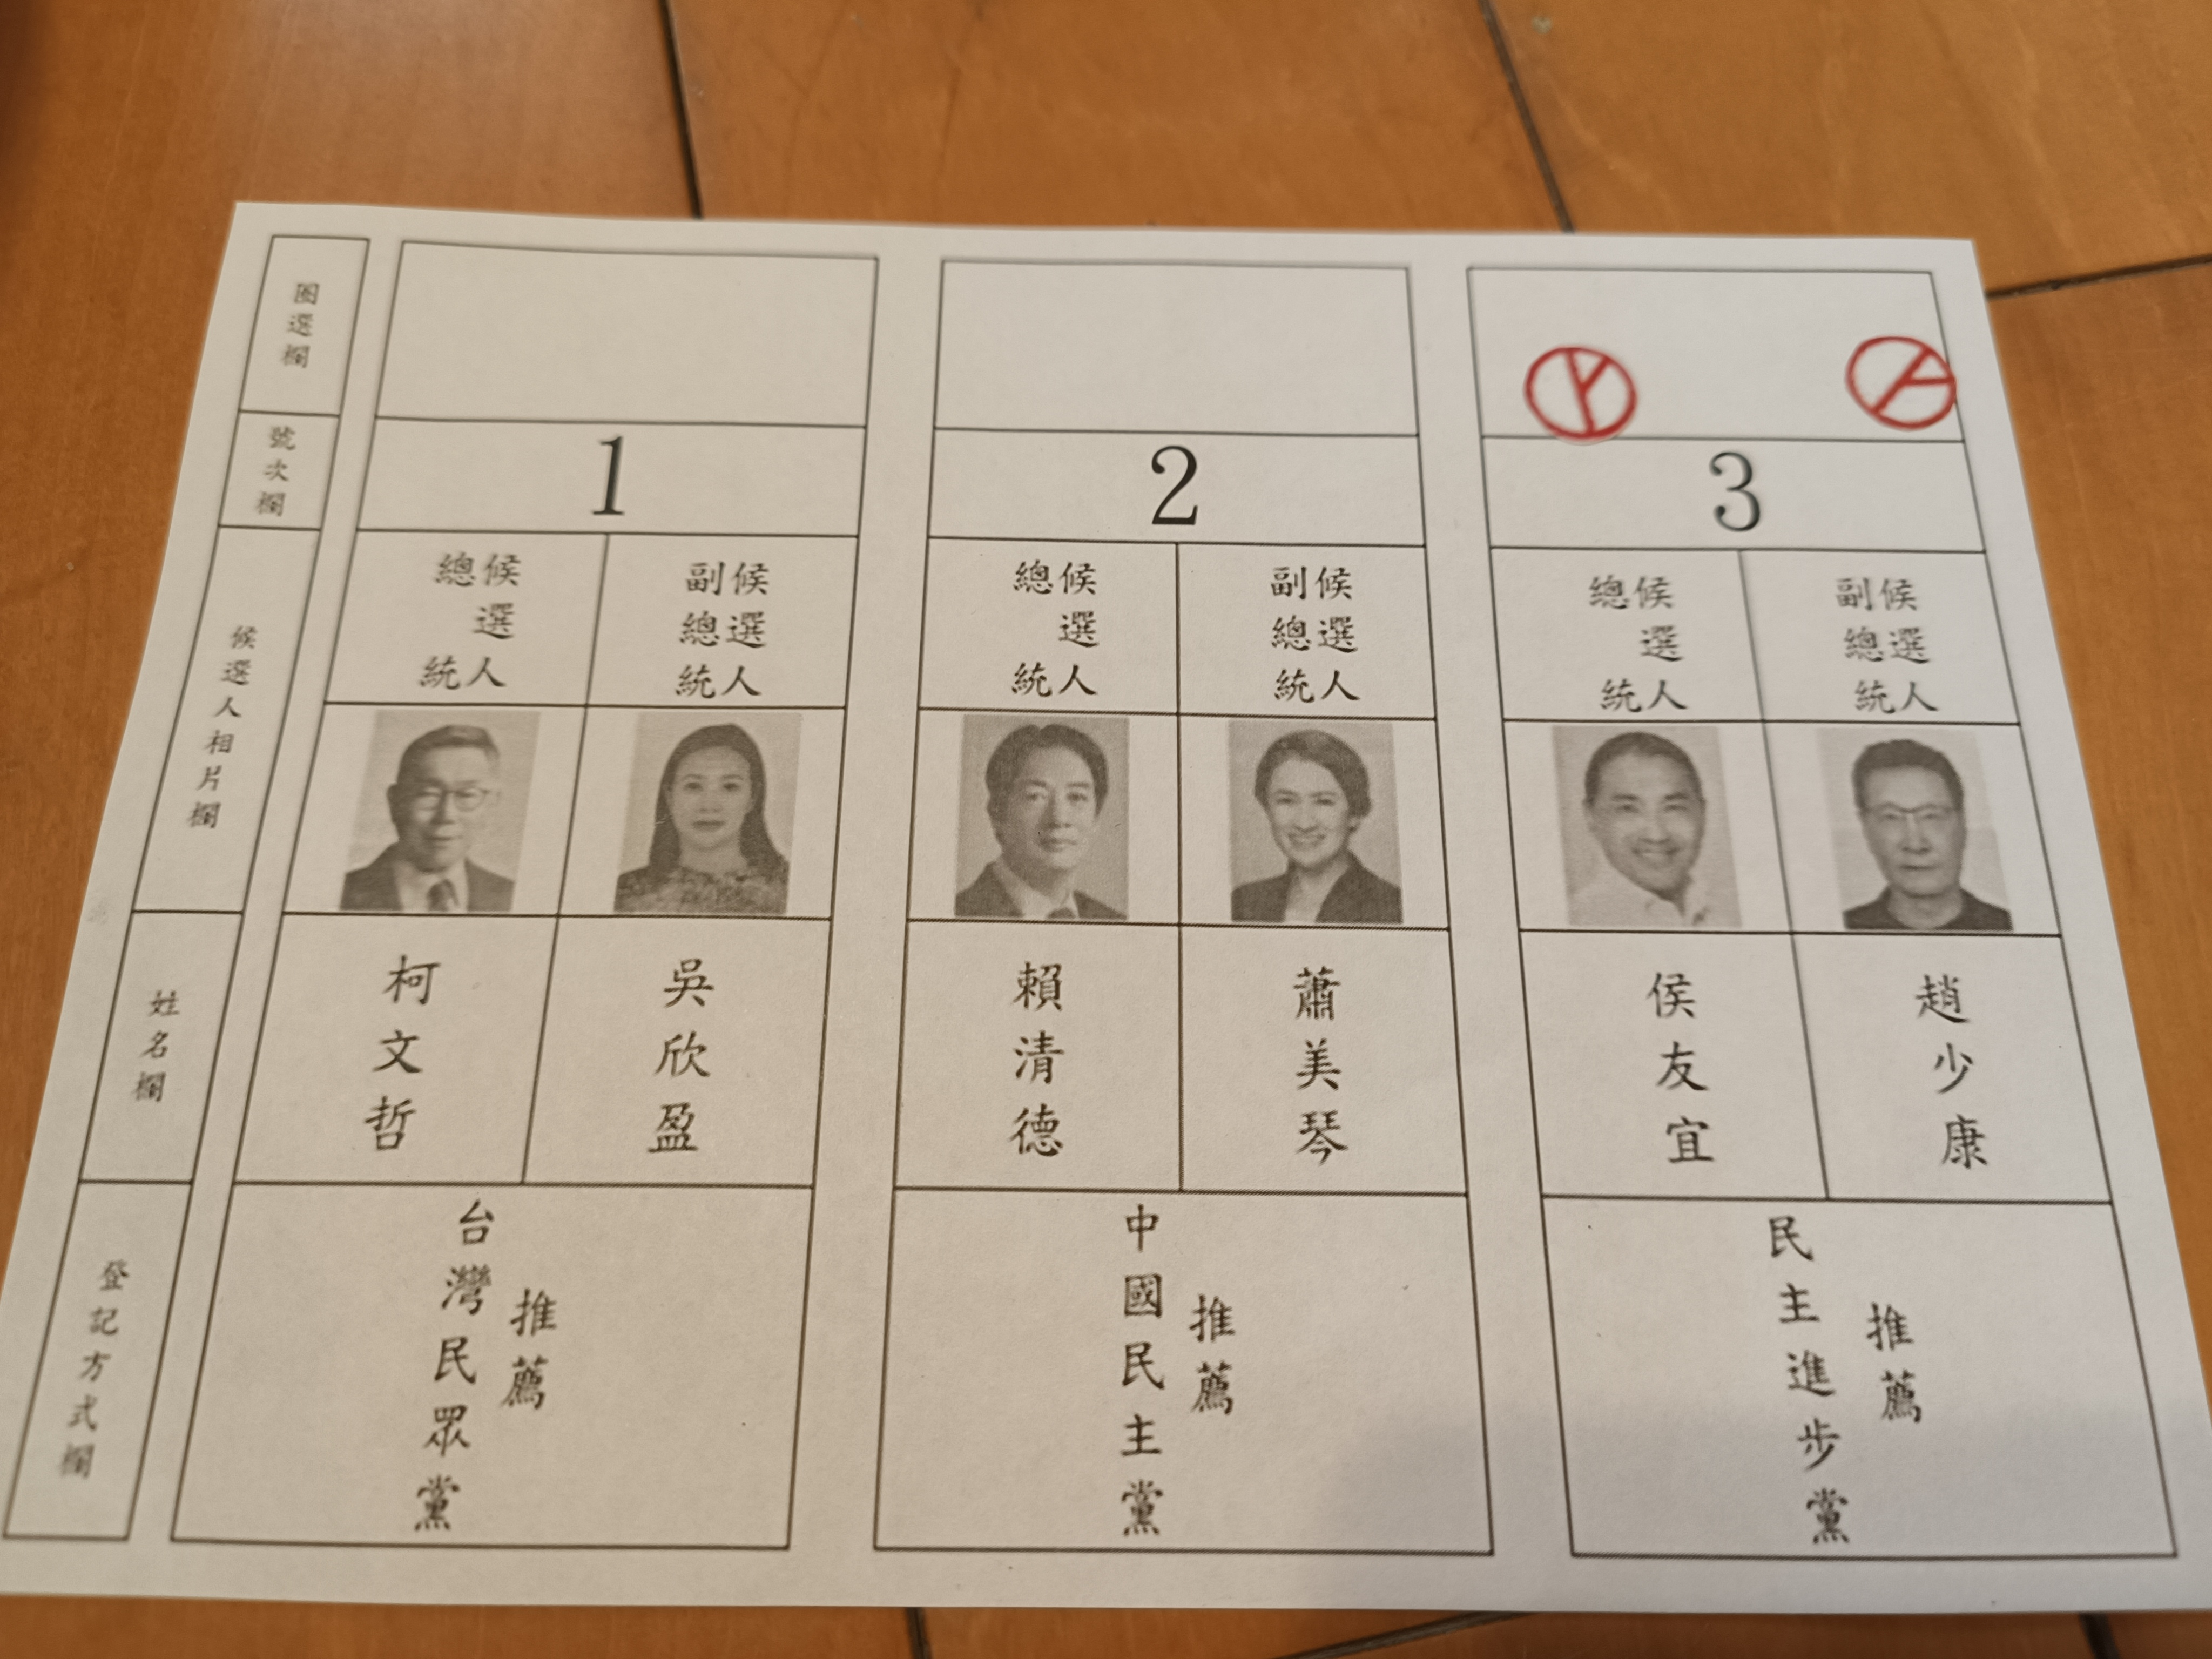 圈選欄
號次欄
候選人相片欄
姓名欄
登記方式欄
1
總統候選人
副總統候選人
柯文哲
吳欣盈
台灣民眾黨
推薦
2
總統候選人
副總統候選人
賴清德
蕭美琴
中國民主黨
推薦
3
總統候選人
副總統候選人
侯友宜
趙少康
民主進步黨
推薦